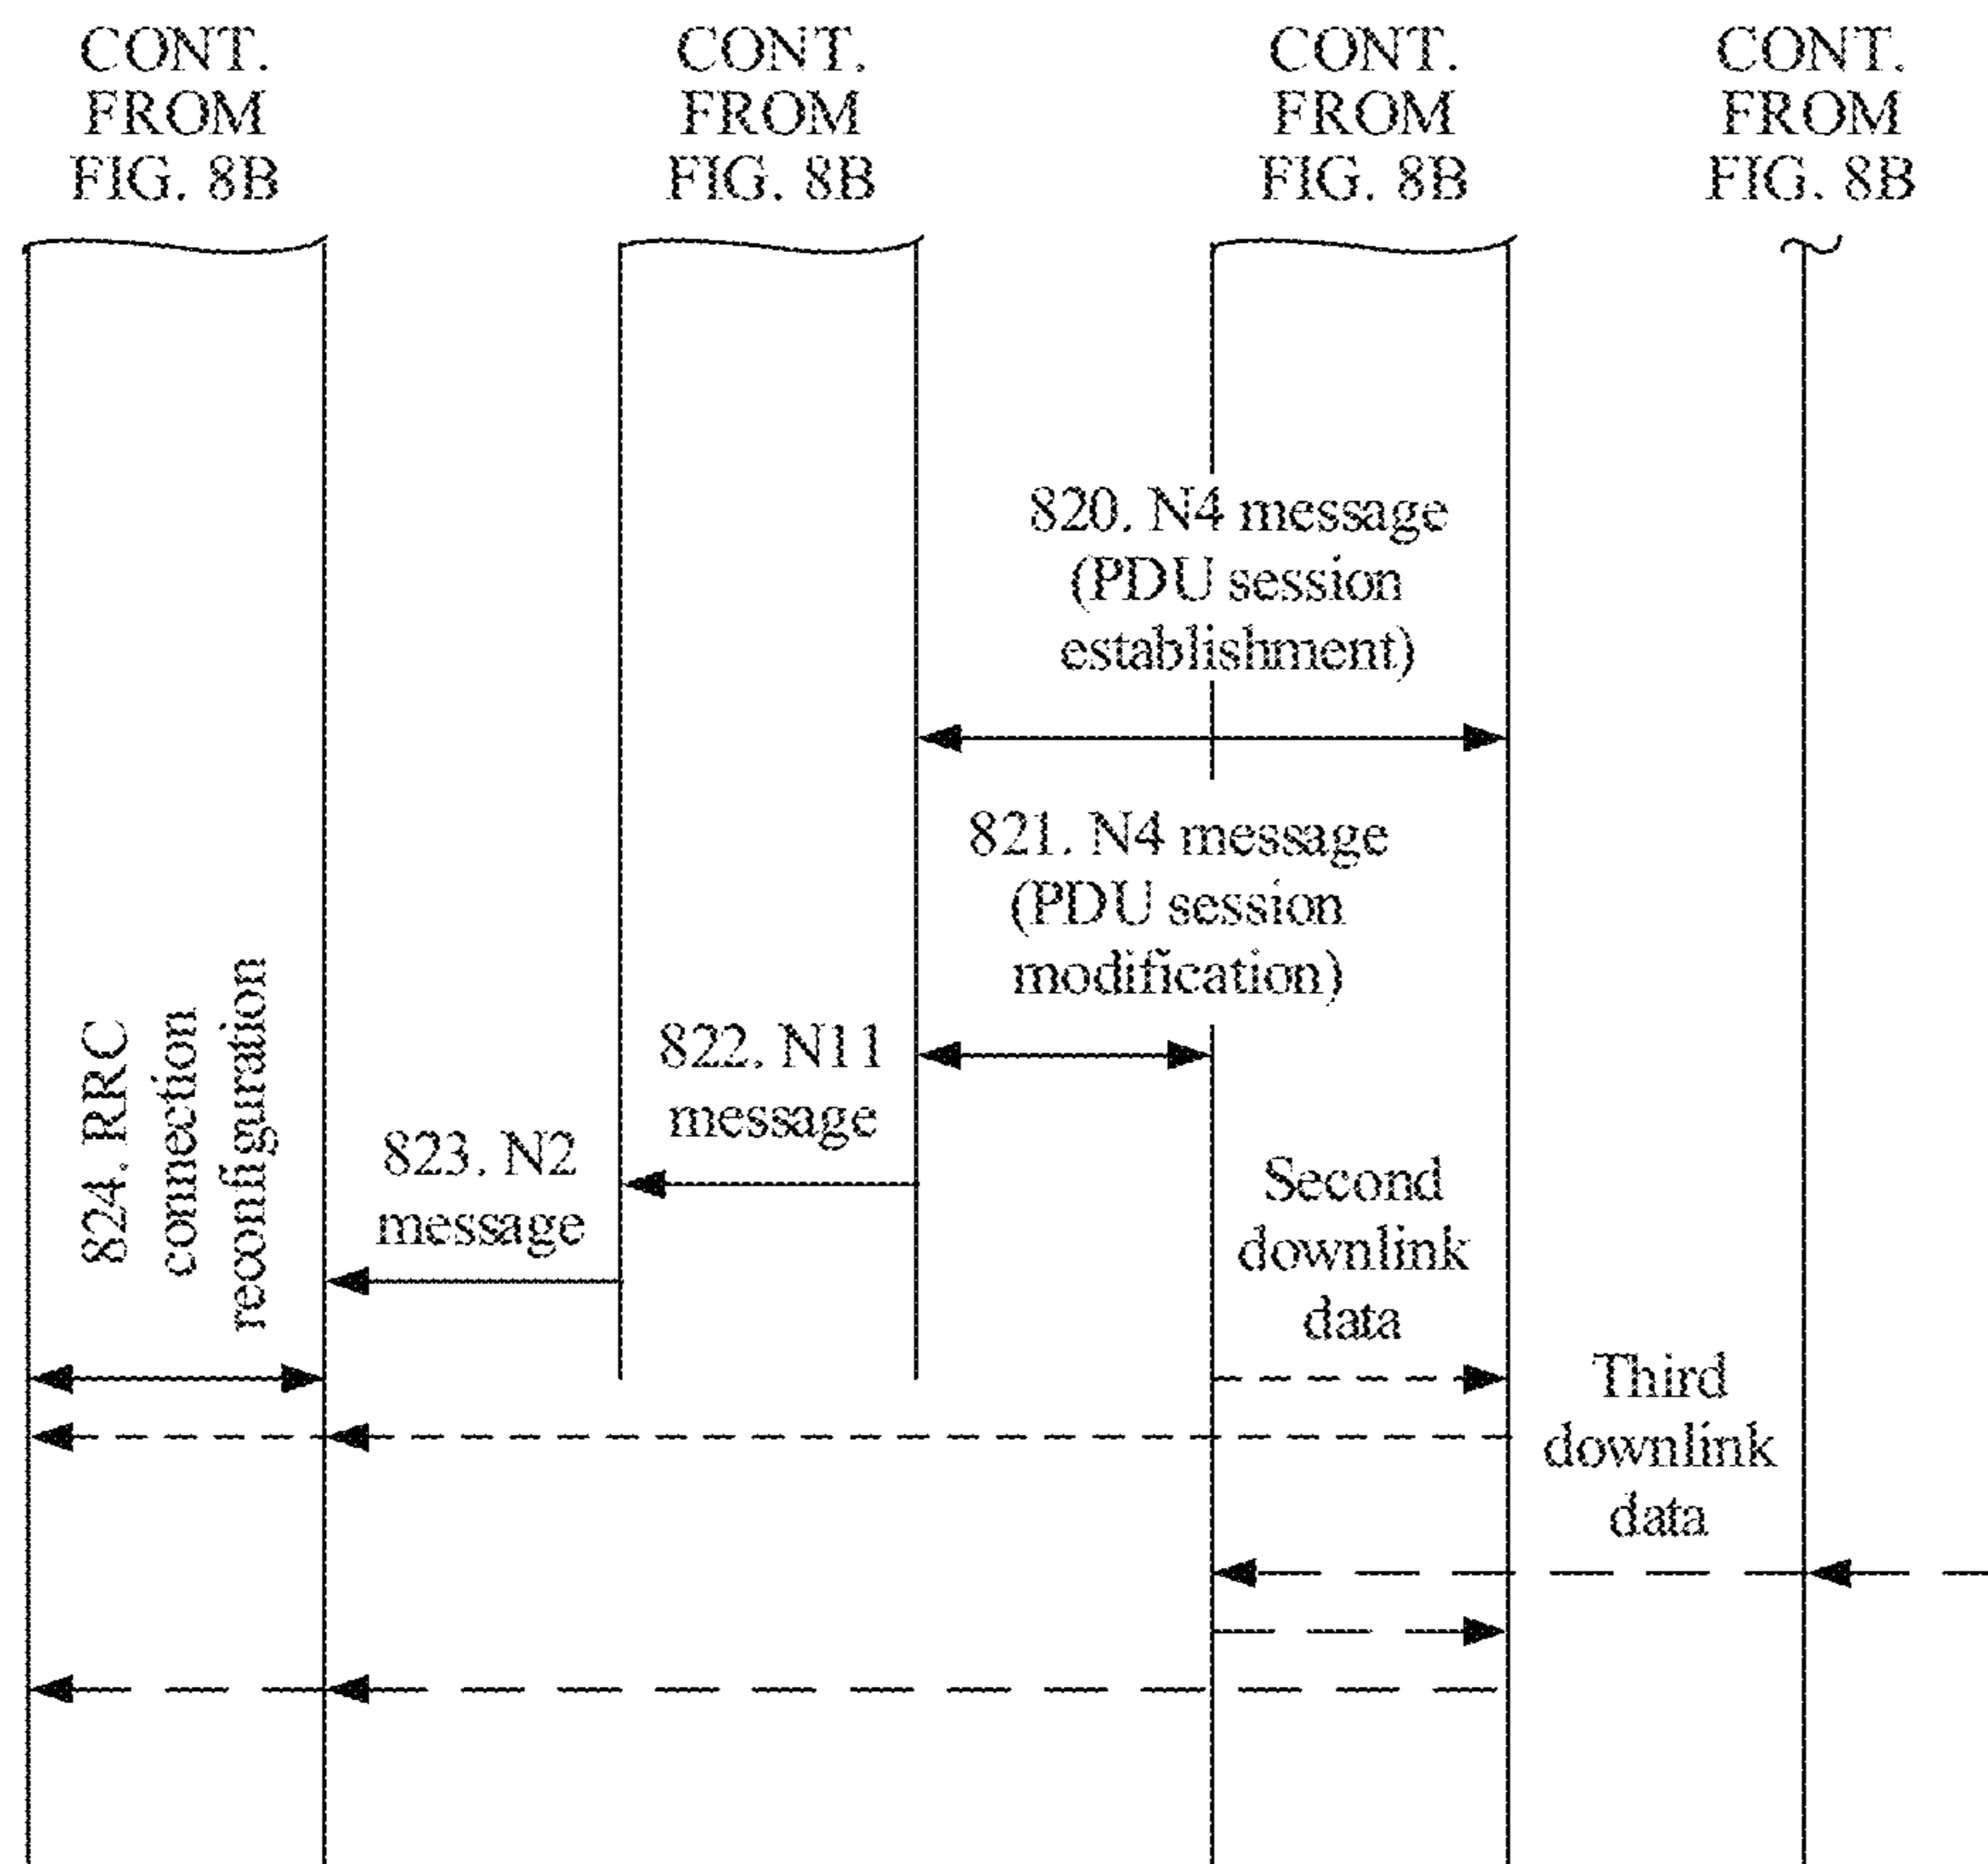 CONT.
FROM
FIG. 8B
CONT.
FROM
FIG. 8B
CONT.
FROM
FIG. 8B
CONT.
FROM
FIG. 8B
820. N4 message
(PDU session
establishment)
821. N4 message
(PDU session
modification)
822. N11
message
823. N2
message
824. RRC
connection
reconfiguration
Second
downlink
data
Third
downlink
data